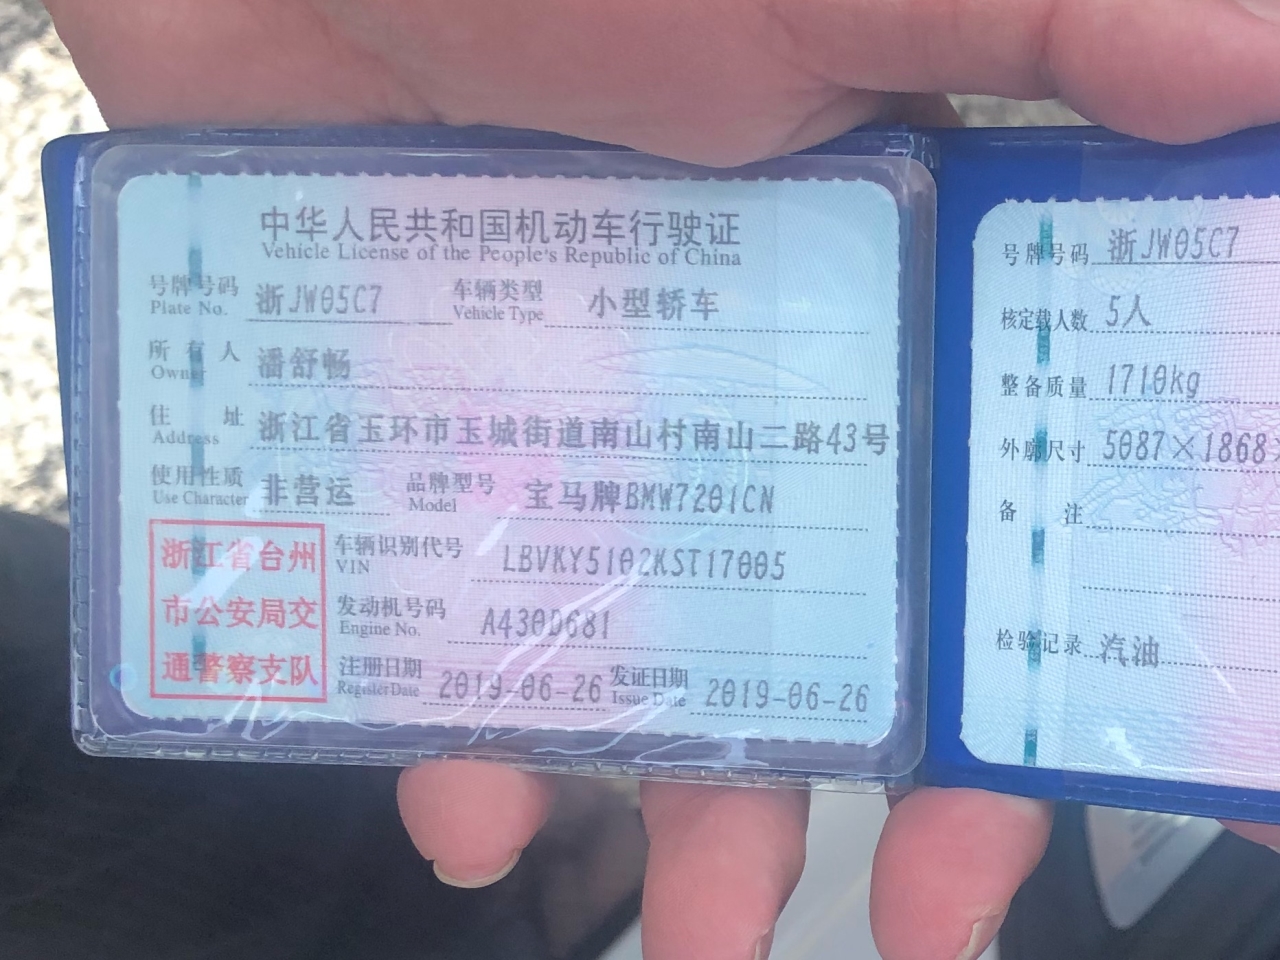 中华人民共和国机动车行驶证
Vehicle License of the People's Republic of China
号牌号码 浙JW05C7 车辆类型 小型轿车
Plate No. Vehicle Type
所有人 潘舒畅
Owner
住址 浙江省玉环市玉城街道南山村南山二路43号
Address
使用性质 非营运 品牌型号 宝马牌BMW7201CN
Use Character Model
浙江省台州
市公安局交
通警察支队
车辆识别代号 LBVKY5102KST17005
VIN
发动机号码 A430D681
Engine No.
注册日期 2019-06-26 发证日期 2019-06-26
Register Date Issue Date
号牌号码 浙JW05C7
核定载人数 5人
整备质量 1710kg
外廓尺寸 5087×1868×
备注
检验记录 汽油